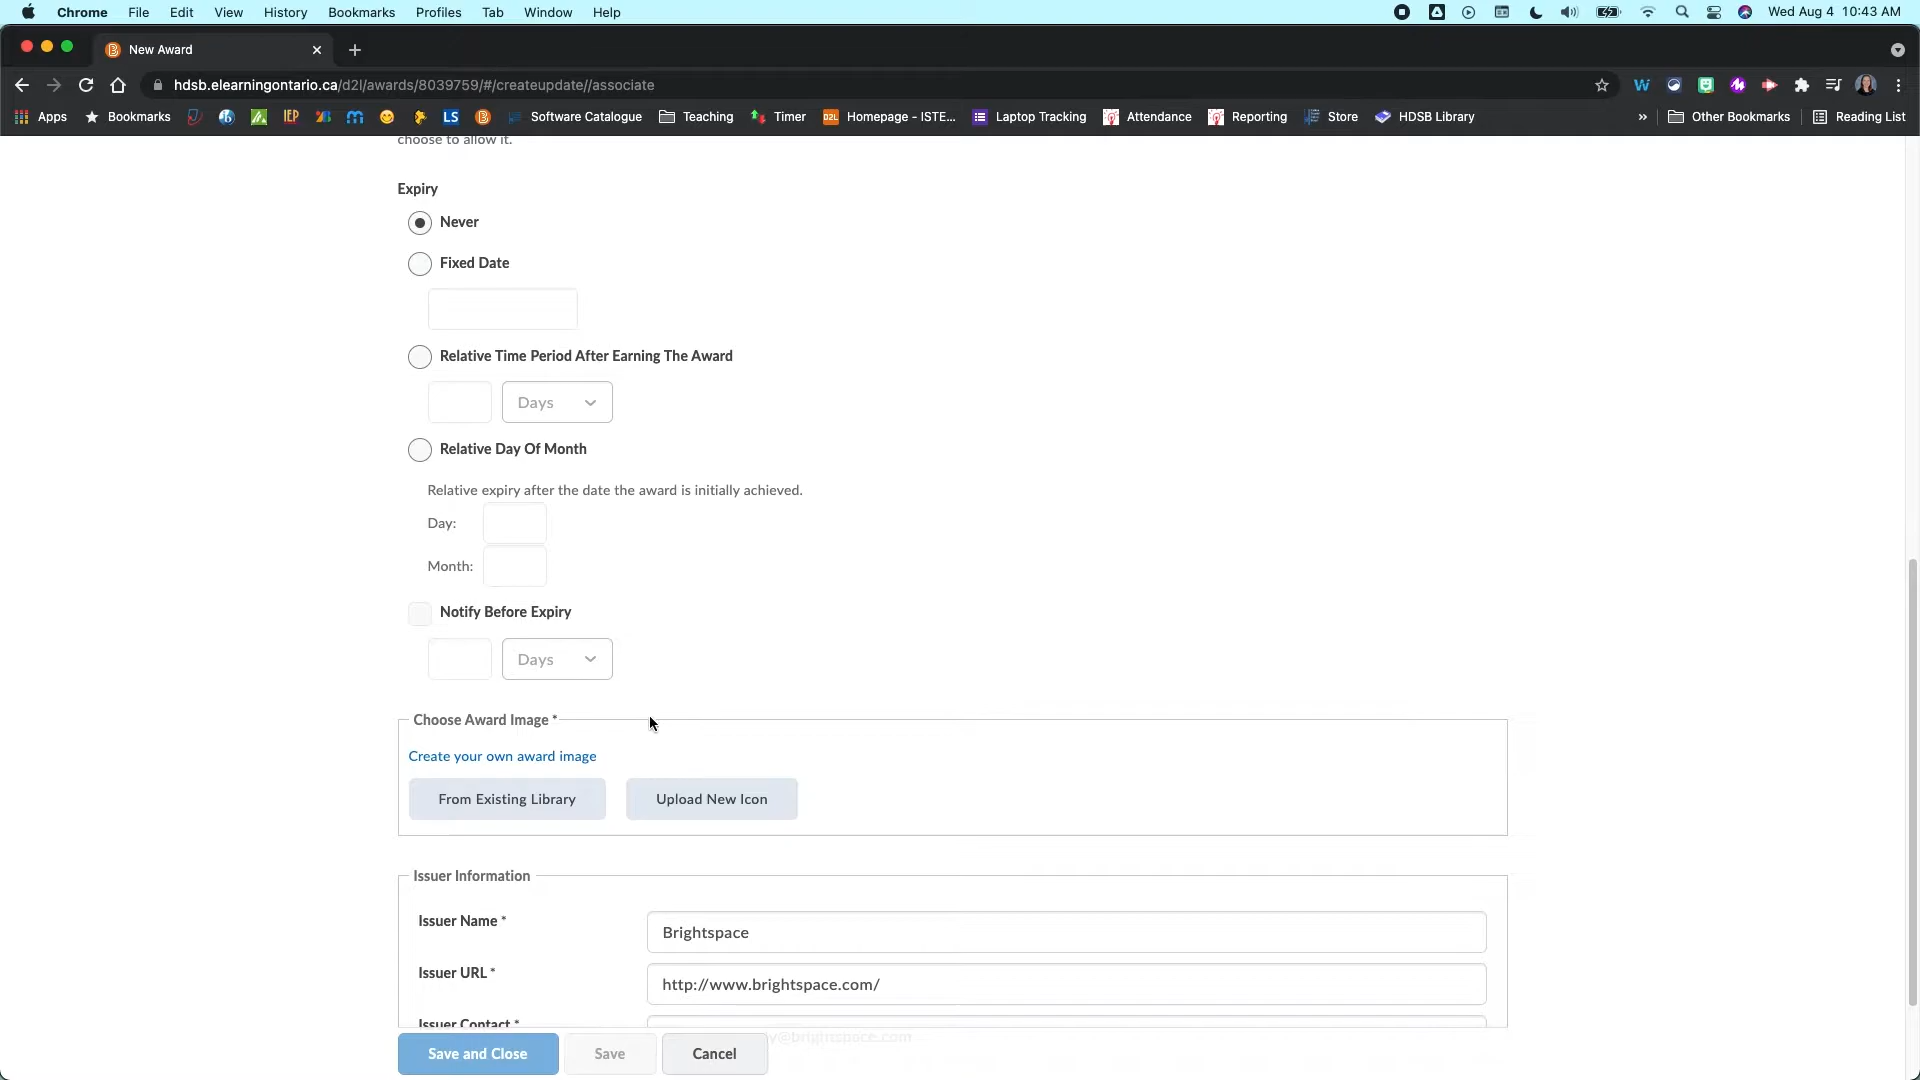 Chrome File Edit View History Bookmarks Profiles Tab Window Help Wed Aug 4 10:43 AM
New Award
hdsb.elearningontario.ca/d2l/awards/8039759/#/createupdate//associate
Apps Bookmarks IEP LS Software Catalogue Teaching Timer D2L Homepage - ISTE... Laptop Tracking Attendance Reporting Store HDSB Library » Other Bookmarks Reading List
choose to allow it.
Expiry
Never
Fixed Date
Relative Time Period After Earning The Award
Days
Relative Day Of Month
Relative expiry after the date the award is initially achieved.
Day:
Month:
Notify Before Expiry
Days
Choose Award Image *
Create your own award image
From Existing Library Upload New Icon
Issuer Information
Issuer Name * Brightspace
Issuer URL * http://www.brightspace.com/
Issuer Contact *
y@brightspace.com
Save and Close Save Cancel